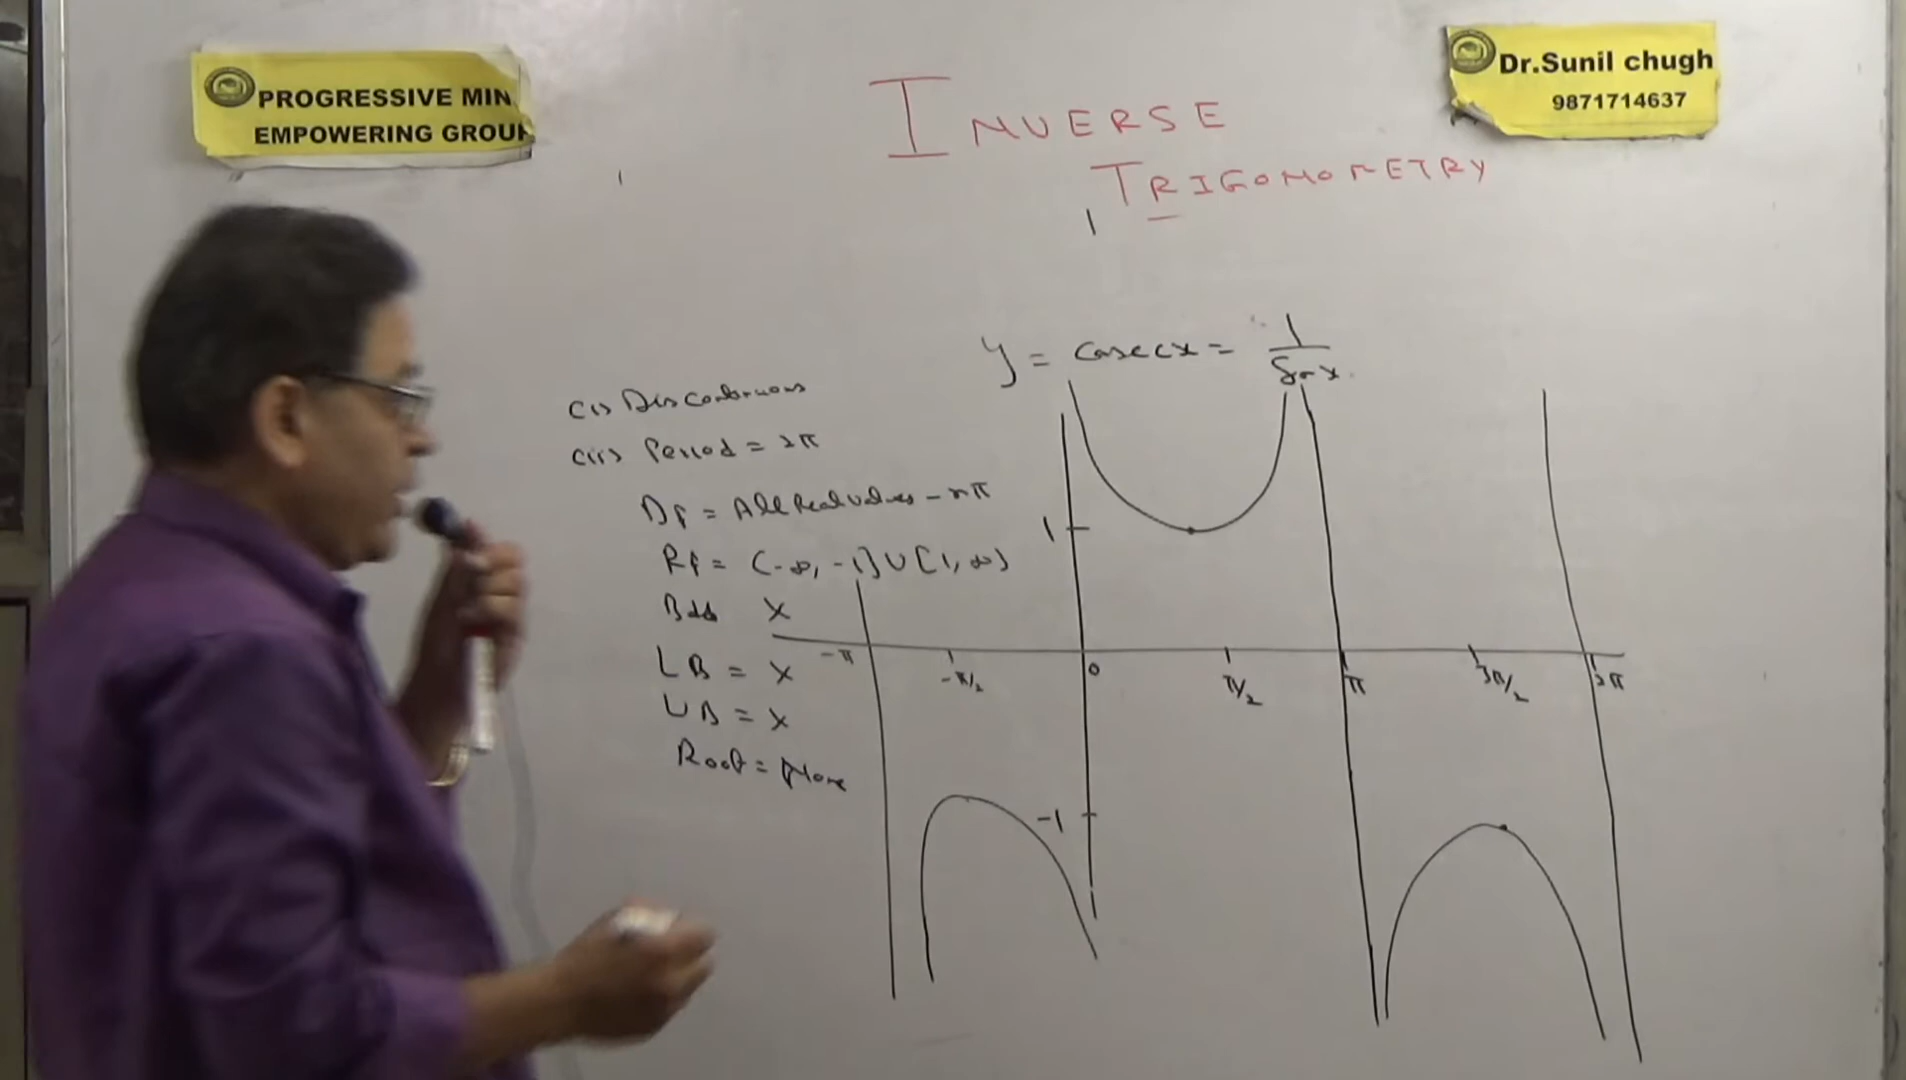 PROGRESSIVE MIN
EMPOWERING GROUP
Dr.Sunil chugh
9871714637
INVERSE
TRIGONOMETRY
y = Cosecx = 1/Sinx
(i) Discontinuous
(ii) Period = 2π
Df = All Real values - nπ
Rf = (-∞, -1] ∪ [1, ∞)
Bdd X
LB = X
UB = X
Root = None
1
-1
-π
-π/2
0
π/2
π
3π/2
2π